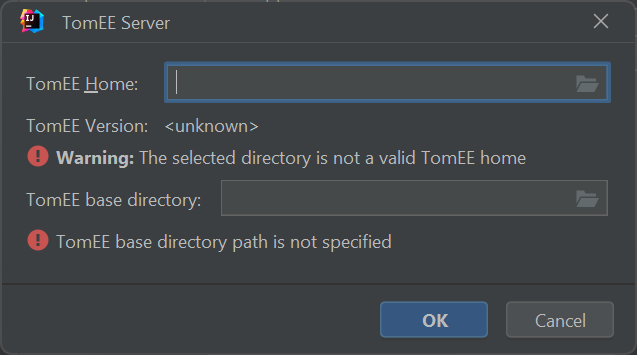 TomEE Server
TomEE Home:
TomEE Version: <unknown>
Warning: The selected directory is not a valid TomEE home
TomEE base directory:
TomEE base directory path is not specified
OK Cancel